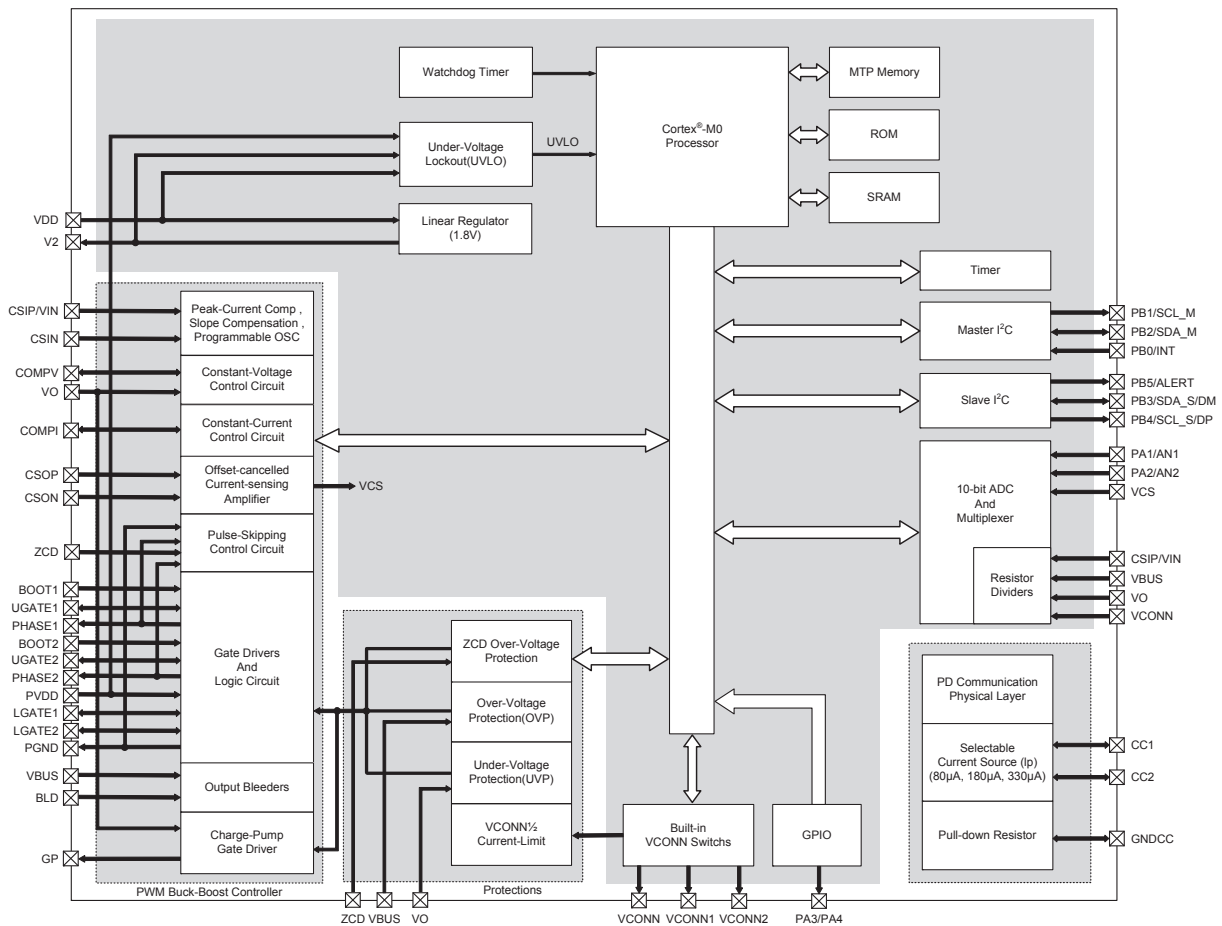 Watchdog Timer
Cortex®-M0
Processor
MTP Memory
ROM
SRAM
Under-Voltage
Lockout(UVLO)
UVLO
Linear Regulator
(1.8V)
VDD
V2
CSIP/VIN
CSIN
COMPV
VO
COMPI
CSOP
CSON
ZCD
BOOT1
UGATE1
PHASE1
BOOT2
UGATE2
PHASE2
PVDD
LGATE1
LGATE2
PGND
VBUS
BLD
GP
Peak-Current Comp ,
Slope Compensation ,
Programmable OSC
Constant-Voltage
Control Circuit
Constant-Current
Control Circuit
Offset-cancelled
Current-sensing
Amplifier
VCS
Pulse-Skipping
Control Circuit
Gate Drivers
And
Logic Circuit
Output Bleeders
Charge-Pump
Gate Driver
PWM Buck-Boost Controller
ZCD Over-Voltage
Protection
Over-Voltage
Protection(OVP)
Under-Voltage
Protection(UVP)
VCONN½
Current-Limit
Protections
ZCD
VBUS
VO
Built-in
VCONN Switchs
GPIO
VCONN
VCONN1
VCONN2
PA3/PA4
Timer
Master I²C
Slave I²C
10-bit ADC
And
Multiplexer
Resistor
Dividers
PB1/SCL_M
PB2/SDA_M
PB0/INT
PB5/ALERT
PB3/SDA_S/DM
PB4/SCL_S/DP
PA1/AN1
PA2/AN2
VCS
CSIP/VIN
VBUS
VO
VCONN
PD Communication
Physical Layer
Selectable
Current Source (Ip)
(80µA, 180µA, 330µA)
Pull-down Resistor
CC1
CC2
GNDCC